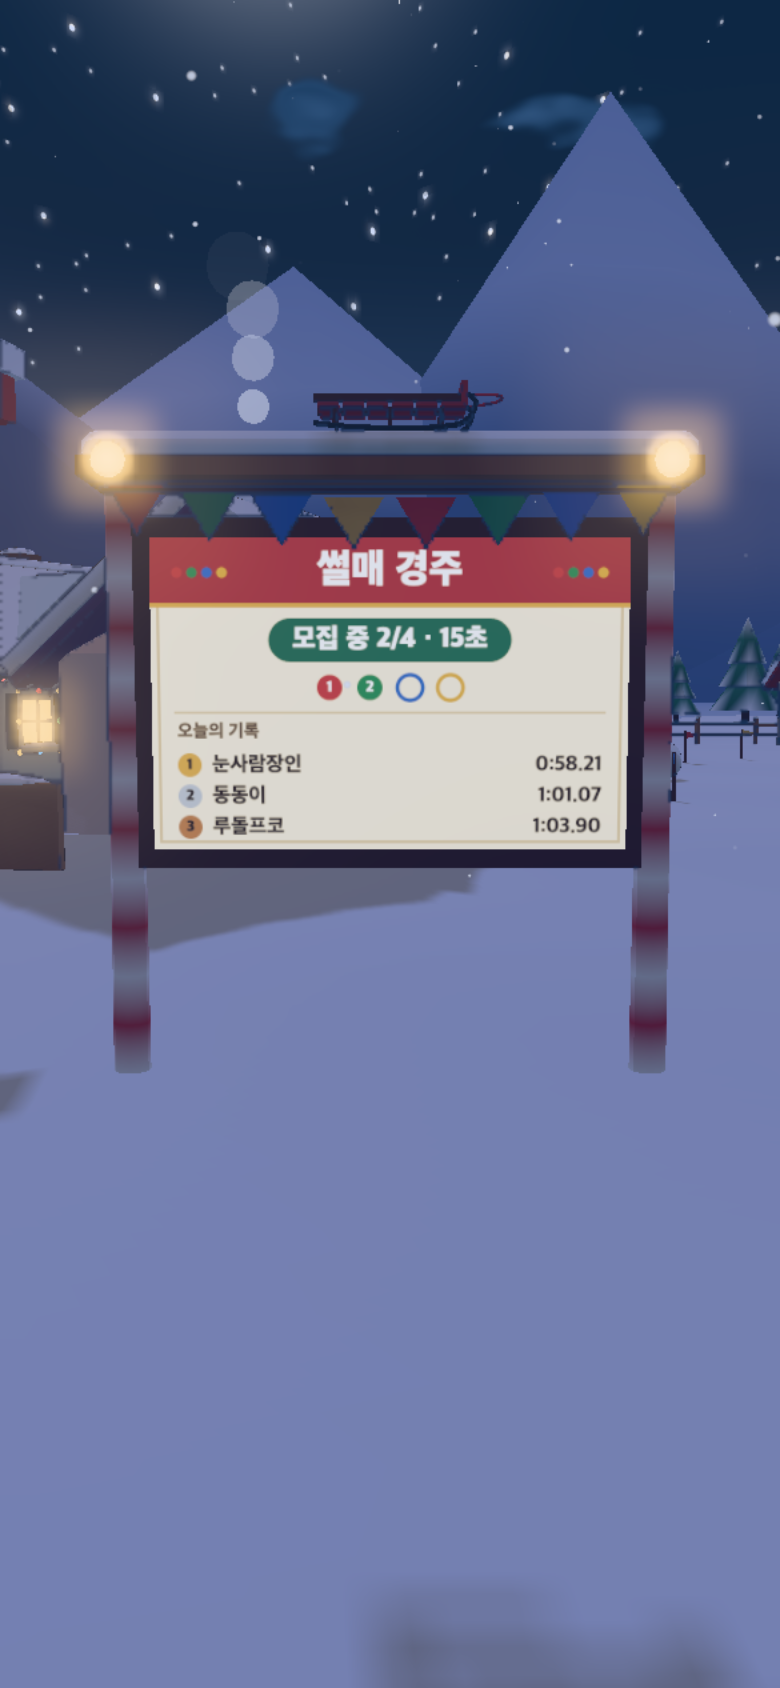 썰매 경주
모집 중 2/4 · 15초
1 2
오늘의 기록
1 눈사람장인 0:58.21
2 동동이 1:01.07
3 루돌프코 1:03.90